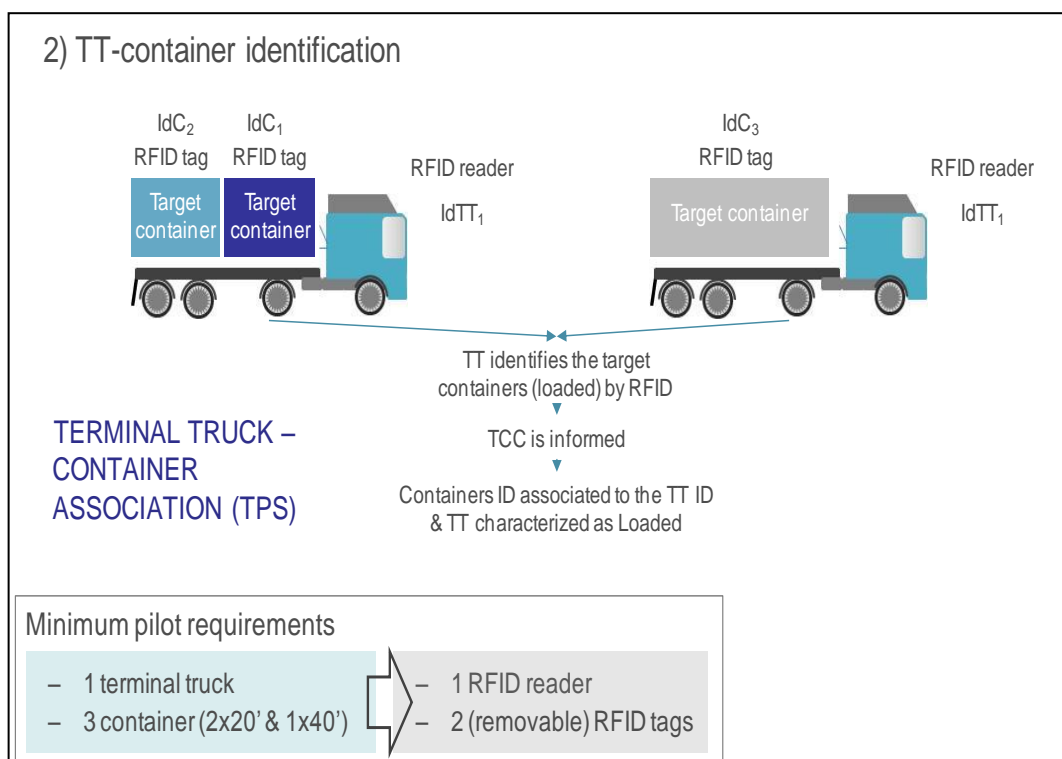 2) TT-container identification
IdC₂
RFID tag
IdC₁
RFID tag
IdC₃
RFID tag
Target
container
Target
container
RFID reader
IdTT₁
Target container
RFID reader
IdTT₁
TT identifies the target
containers (loaded) by RFID
TCC is informed
Containers ID associated to the TT ID
& TT characterized as Loaded
TERMINAL TRUCK –
CONTAINER
ASSOCIATION (TPS)
Minimum pilot requirements
– 1 terminal truck
– 3 container (2x20’ & 1x40’)
– 1 RFID reader
– 2 (removable) RFID tags